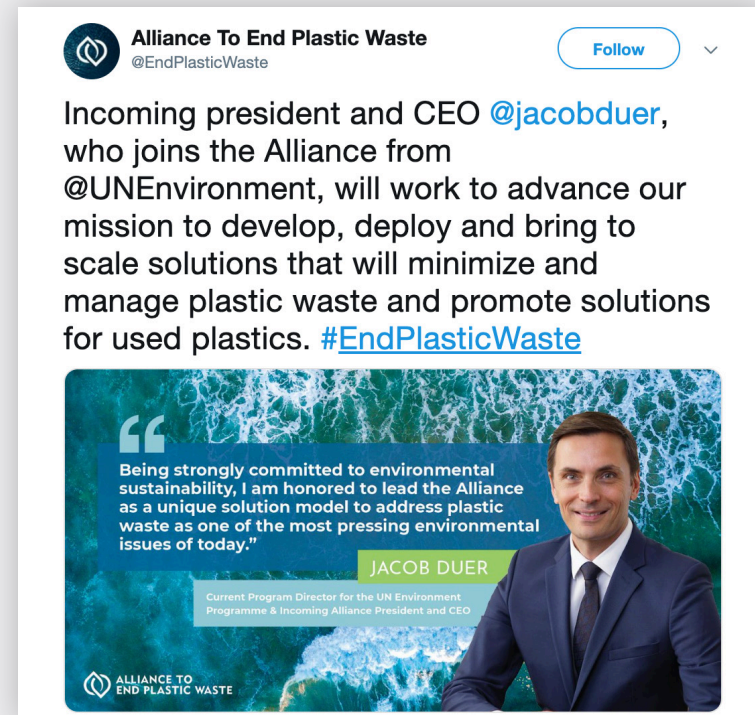 Alliance To End Plastic Waste
@EndPlasticWaste
Follow
Incoming president and CEO @jacobduer,
who joins the Alliance from
@UNEnvironment, will work to advance our
mission to develop, deploy and bring to
scale solutions that will minimize and
manage plastic waste and promote solutions
for used plastics. #EndPlasticWaste
“
Being strongly committed to environmental
sustainability, I am honored to lead the Alliance
as a unique solution model to address plastic
waste as one of the most pressing environmental
issues of today.”
JACOB DUER
Current Program Director for the UN Environment
Programme & Incoming Alliance President and CEO
ALLIANCE TO
END PLASTIC WASTE